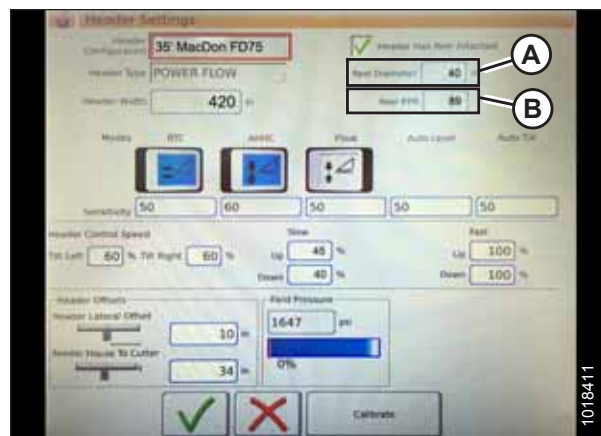 Header Settings
Header Configuration 35' MacDon FD75
Header Has Reel Attached
A
Header Type POWER FLOW
Reel Diameter 40 in
Header Width 420 in
Reel PPR 89
B
Modes RTC AHHC Float Auto Level Auto Tilt
Sensitivity 50 60 50 50 50
Header Control Speed
Slow
Fast
Tilt Left 60 % Tilt Right 60 %
Up 45 %
Up 100 %
Down 40 %
Down 100 %
Header Offsets
Field Pressure
Header Lateral Offset
1647 psi
10 in
Feeder House To Cutter
0%
34 in
Calibrate
1018411